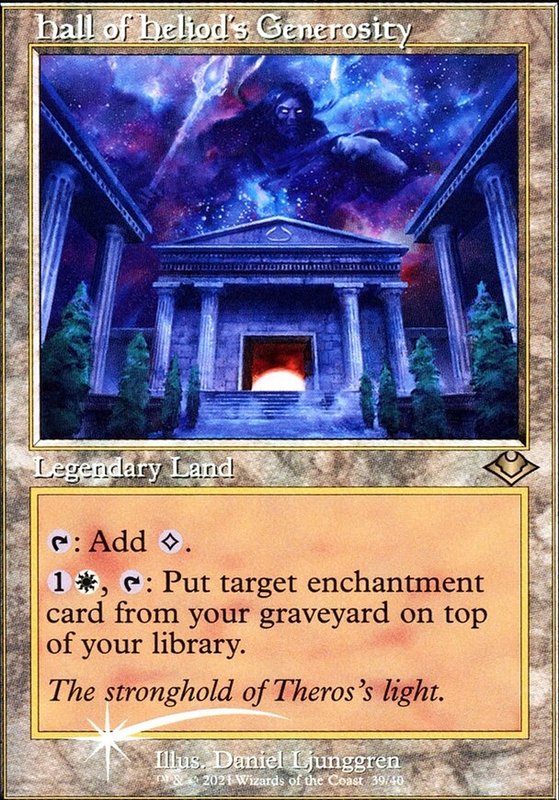 Hall of Heliod's Generosity
Legendary Land
: Add .
1 , : Put target enchantment
card from your graveyard on top
of your library.
The stronghold of Theros's light.
Illus. Daniel Ljunggren
™ & © 2021 Wizards of the Coast 39/40